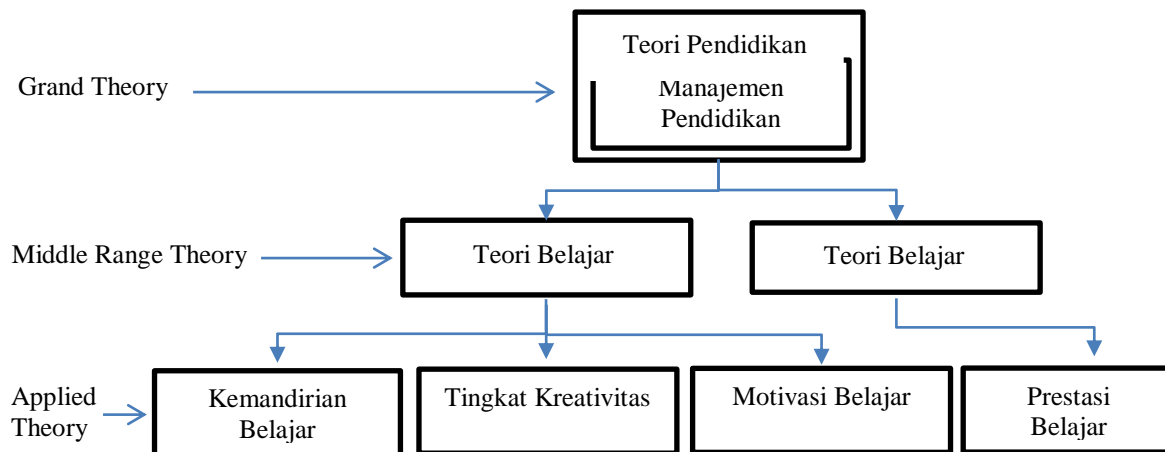 Teori Pendidikan
Grand Theory
Manajemen
Pendidikan
Middle Range Theory
Teori Belajar
Teori Belajar
Applied
Theory
Kemandirian
Belajar
Tingkat Kreativitas
Motivasi Belajar
Prestasi
Belajar